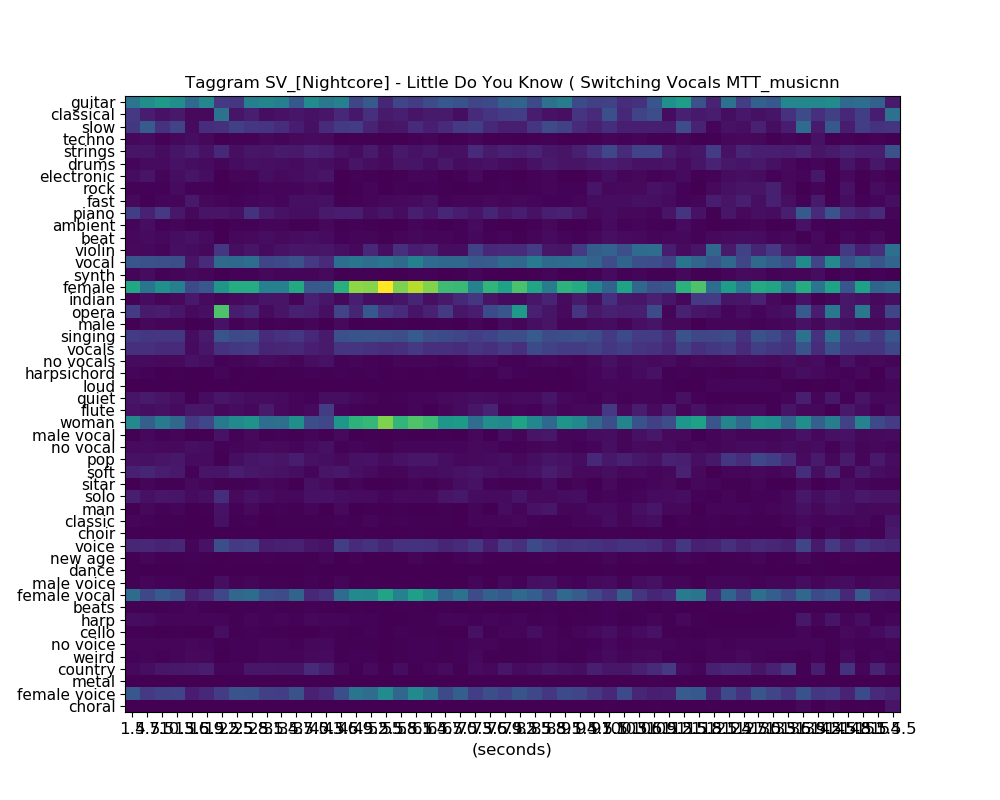 Taggram SV_[Nightcore] - Little Do You Know ( Switching Vocals MTT_musicnn
guitar
classical
slow
techno
strings
drums
electronic
rock
fast
piano
ambient
beat
violin
vocal
synth
female
indian
opera
male
singing
vocals
no vocals
harpsichord
loud
quiet
flute
woman
male vocal
no vocal
pop
soft
sitar
solo
man
classic
choir
voice
new age
dance
male voice
female vocal
beats
harp
cello
no voice
weird
country
metal
female voice
choral
(seconds)